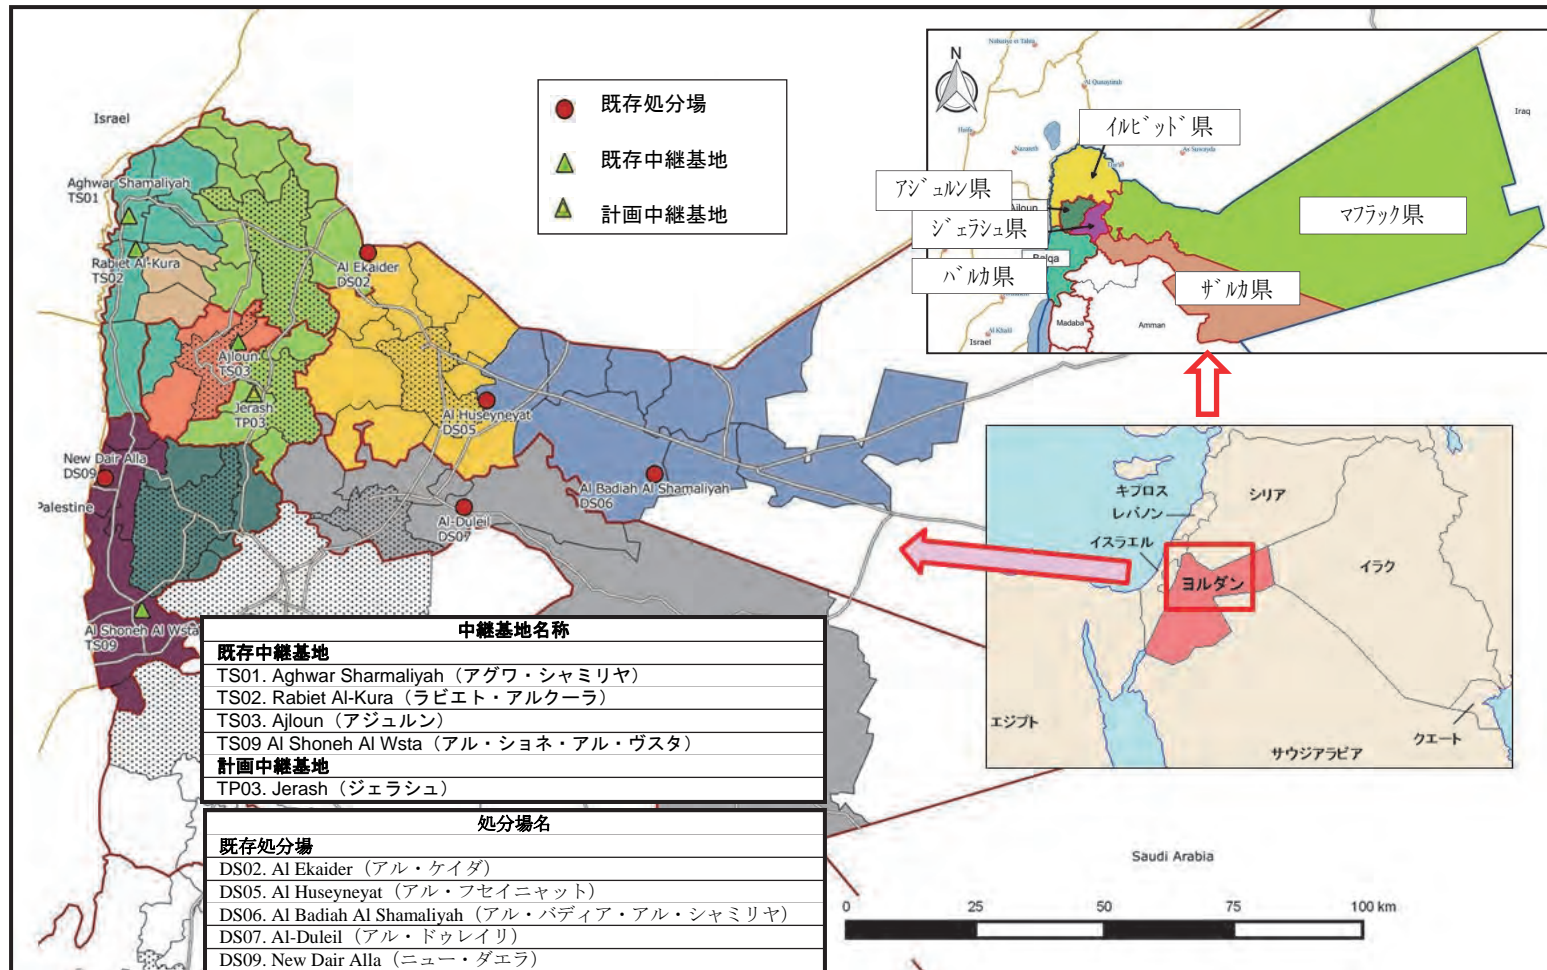 Israel
Aghwar Shamaliyah
TS01
Rabiet Al-Kura
TS02
Al Ekaider
DS02
Ajloun
TS03
Jerash
TP03
Al Huseyneyat
DS05
New Dair Alla
DS09
Palestine
Al-Duleil
DS07
Al Badiah Al Shamaliyah
DS06
Al Shoneh Al Wsta
TS09
既存処分場
既存中継基地
計画中継基地
N
Al Qunaytirah
Haifa
Nazareth
As Suwayda
Iraq
イルビッド県
アジュルン県
ジェラシュ県
バルカ県
マフラック県
ザルカ県
Madaba
Amman
Al Khalil
Israel
キプロス
レバノン
シリア
イスラエル
ヨルダン
イラク
エジプト
サウジアラビア
クエート
中継基地名称
既存中継基地
TS01. Aghwar Sharmaliyah（アグワ・シャミリヤ）
TS02. Rabiet Al-Kura（ラビエト・アルクーラ）
TS03. Ajloun（アジュルン）
TS09 Al Shoneh Al Wsta（アル・ショネ・アル・ヴスタ）
計画中継基地
TP03. Jerash（ジェラシュ）
処分場名
既存処分場
DS02. Al Ekaider（アル・ケイダ）
DS05. Al Huseyneyat（アル・フセイニャット）
DS06. Al Badiah Al Shamaliyah（アル・バディア・アル・シャミリヤ）
DS07. Al-Duleil（アル・ドゥレイリ）
DS09. New Dair Alla（ニュー・ダエラ）
Saudi Arabia
0 25 50 75 100 km